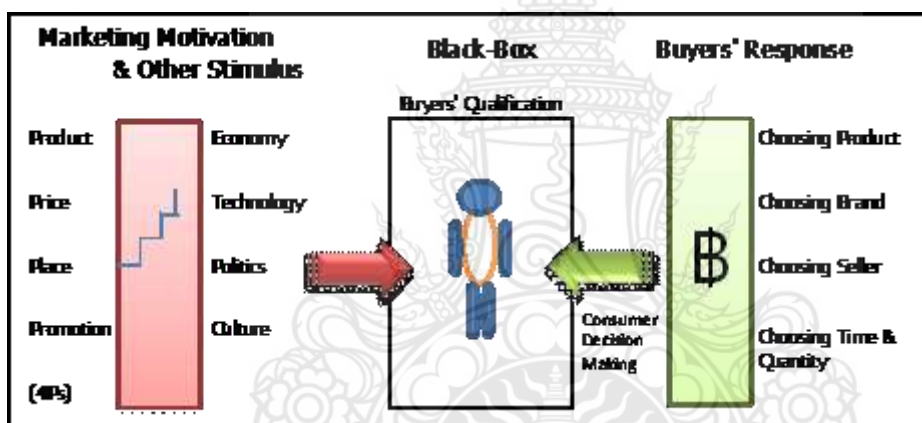 Marketing Motivation
& Other Stimulus
Product
Economy
Price
Technology
Place
Politics
Promotion
Culture
(4Ps)
Black-Box
Buyers' Qualification
Consumer
Decision
Making
Buyers' Response
฿
Choosing Product
Choosing Brand
Choosing Seller
Choosing Time &
Quantity